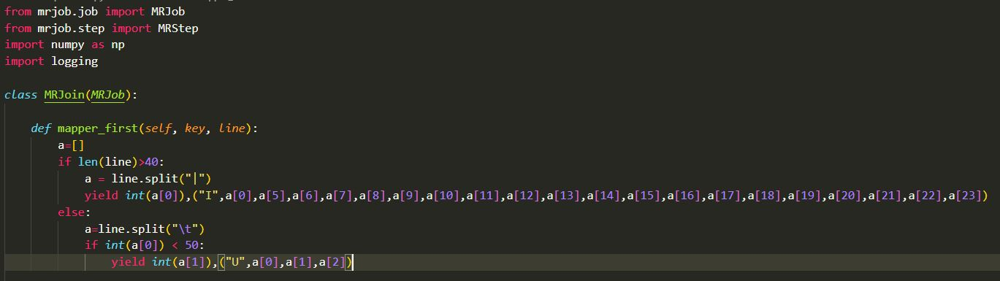 from mrjob.job import MRJob
from mrjob.step import MRStep
import numpy as np
import logging
class MRJoin(MRJob):
def mapper_first(self, key, line):
a=[]
if len(line)>40:
a = line.split("|")
yield int(a[0]),("I",a[0],a[5],a[6],a[7],a[8],a[9],a[10],a[11],a[12],a[13],a[14],a[15],a[16],a[17],a[18],a[19],a[20],a[21],a[22],a[23])
else:
a=line.split("\t")
if int(a[0]) < 50:
yield int(a[1]),("U",a[0],a[1],a[2])